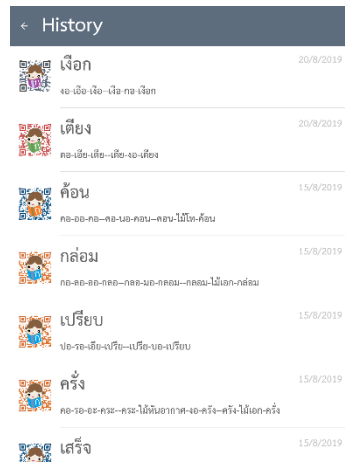 ← History
เงือก
20/8/2019
งอ-เอือ-เงือ--เงือ-กอ-เงือก
เตียง
20/8/2019
ตอ-เอีย-เตีย--เตีย-งอ-เตียง
ค้อน
15/8/2019
คอ-ออ-คอ--คอ-นอ-คอน--คอน-ไม้โท-ค้อน
กล่อม
15/8/2019
กอ-ลอ-ออ-กลอ--กลอ-มอ-กลอม--กลอม-ไม้เอก-กล่อม
เปรียบ
15/8/2019
ปอ-รอ-เอีย-เปรีย--เปรีย-บอ-เปรียบ
ครั่ง
15/8/2019
คอ-รอ-อะ-คระ--คระ-ไม้หันอากาศ-งอ-ครัง--ครัง-ไม้เอก-ครั่ง
เสร็จ
15/8/2019